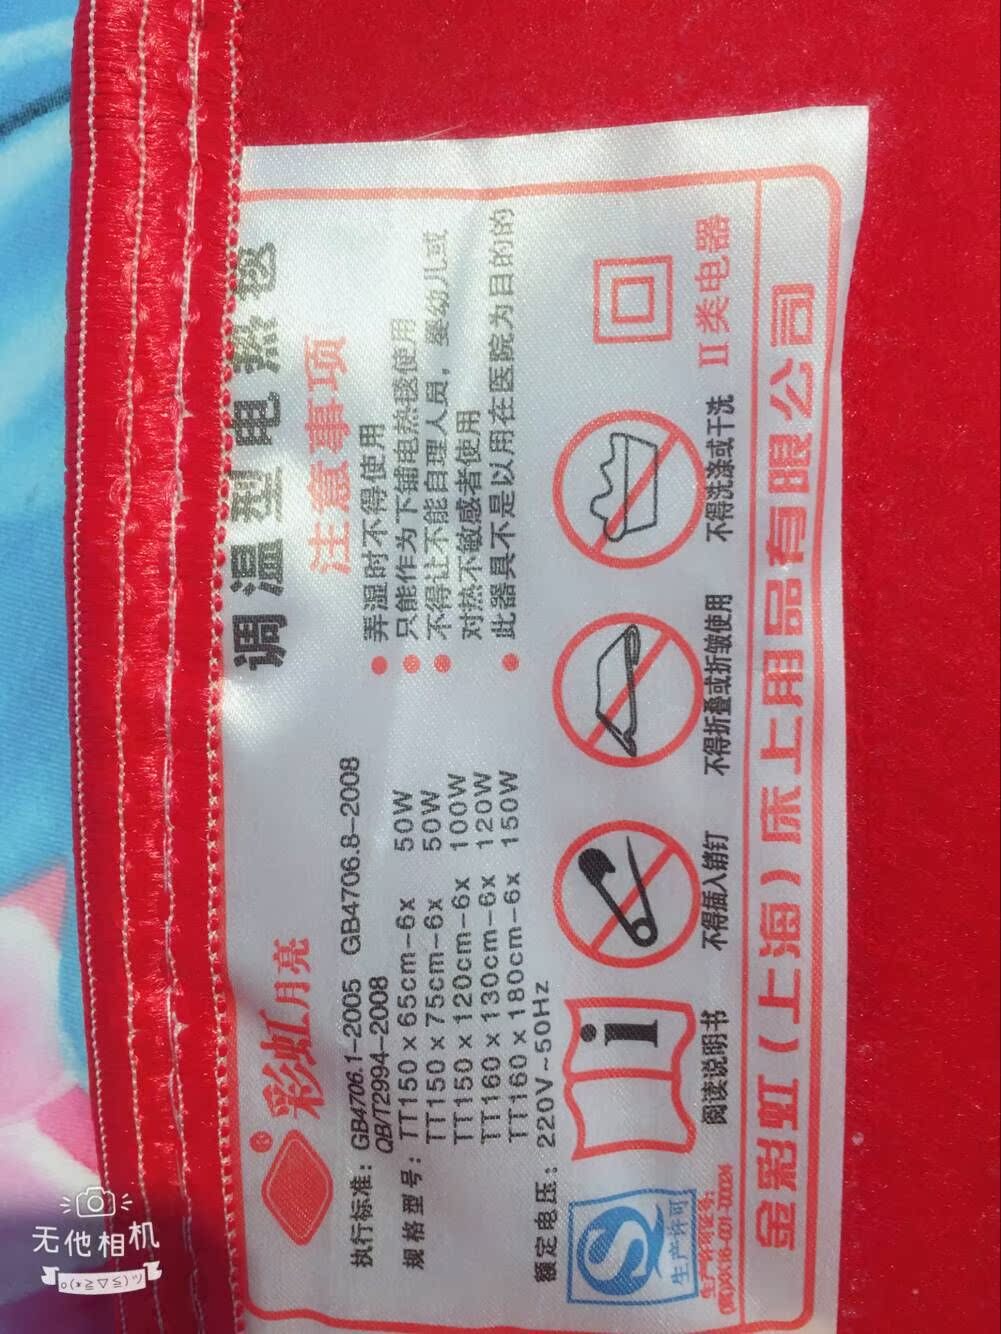 彩虹月亮
调温型电热毯
执行标准：GB4706.1-2005 GB4706.8-2008
QB/T2994-2008
规格型号：TT150×65cm-6x 50W
TT150×75cm-6x 50W
TT150×120cm-6x 100W
TT160×130cm-6x 120W
TT160×180cm-6x 150W
额定电压：220V~50Hz
注意事项
弄湿时不得使用
只能作为下铺电热毯使用
不得让不能自理人员，婴幼儿或
对热不敏感者使用
此器具不是以用在医院为目的的
生产许可
生产许可证号:
XK16-001-00024
阅读说明书
不得插入销钉
不得折叠或折皱使用
不得洗涤或干洗
II类电器
金彩虹（上海）床上用品有限公司
无他相机